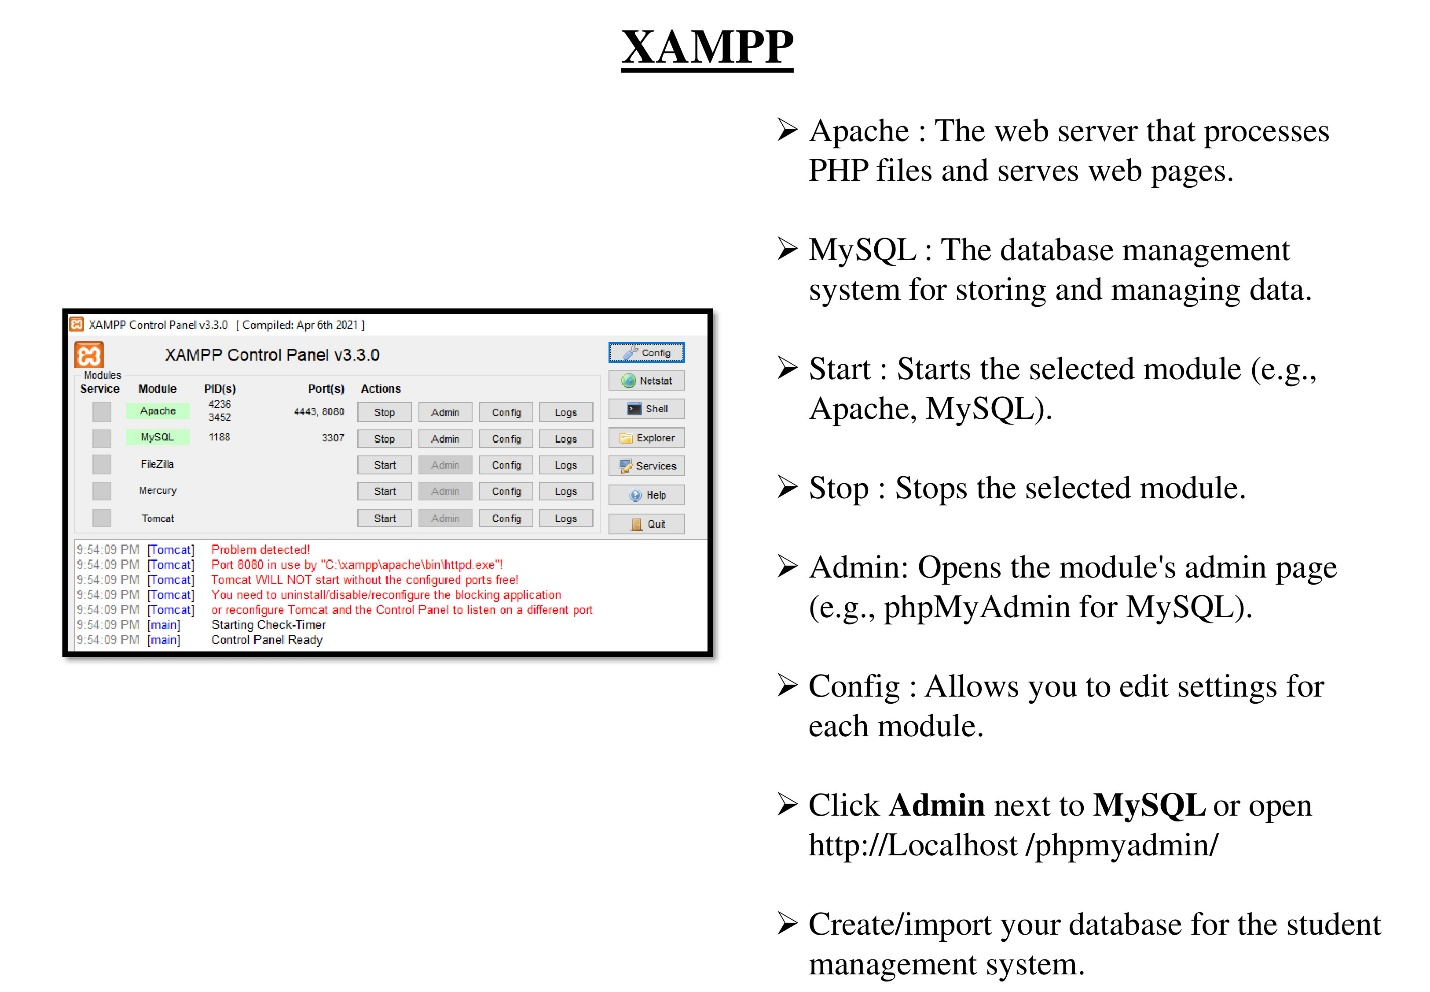 XAMPP
XAMPP Control Panel v3.3.0 [ Compiled: Apr 6th 2021 ]
XAMPP Control Panel v3.3.0
Modules
Service Module PID(s) Port(s) Actions
Apache 4236 3452 4443, 8080 Stop Admin Config Logs
MySQL 1188 3307 Stop Admin Config Logs
FileZilla Start Admin Config Logs
Mercury Start Admin Config Logs
Tomcat Start Admin Config Logs
Config
Netstat
Shell
Explorer
Services
Help
Quit
9:54:09 PM [Tomcat] Problem detected!
9:54:09 PM [Tomcat] Port 8080 in use by "C:\xampp\apache\bin\httpd.exe"!
9:54:09 PM [Tomcat] Tomcat WILL NOT start without the configured ports free!
9:54:09 PM [Tomcat] You need to uninstall/disable/reconfigure the blocking application
9:54:09 PM [Tomcat] or reconfigure Tomcat and the Control Panel to listen on a different port
9:54:09 PM [main] Starting Check-Timer
9:54:09 PM [main] Control Panel Ready
➢ Apache : The web server that processes
PHP files and serves web pages.
➢ MySQL : The database management
system for storing and managing data.
➢ Start : Starts the selected module (e.g.,
Apache, MySQL).
➢ Stop : Stops the selected module.
➢ Admin: Opens the module's admin page
(e.g., phpMyAdmin for MySQL).
➢ Config : Allows you to edit settings for
each module.
➢ Click Admin next to MySQL or open
http://Localhost /phpmyadmin/
➢ Create/import your database for the student
management system.